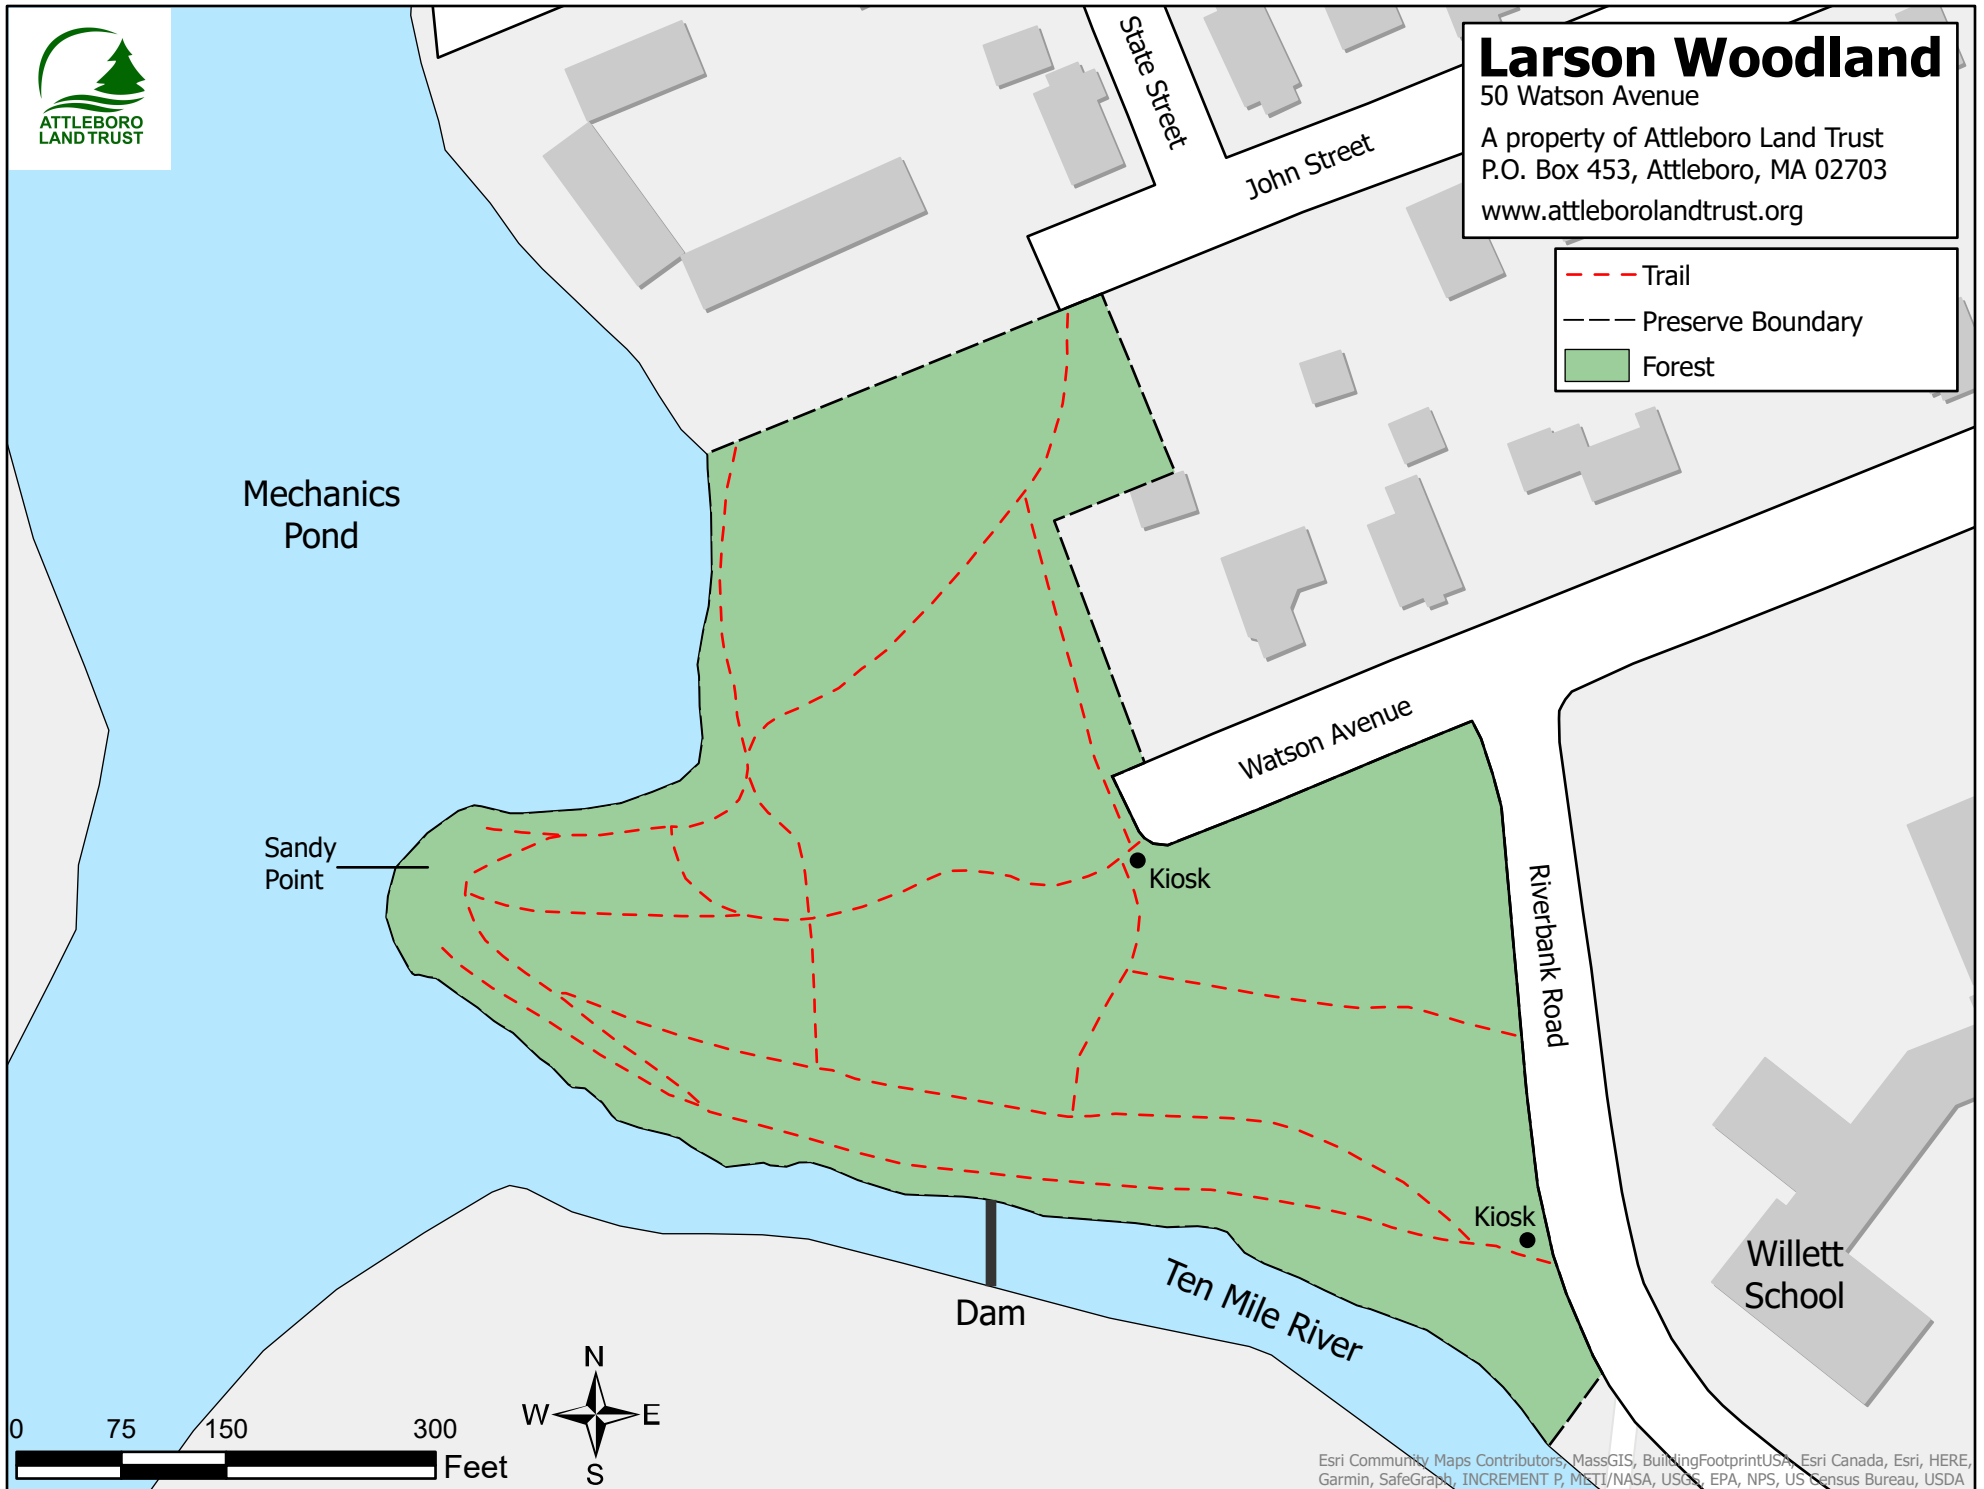 ATTLEBORO
LAND TRUST
Larson Woodland
50 Watson Avenue
A property of Attleboro Land Trust
P.O. Box 453, Attleboro, MA 02703
www.attleborolandtrust.org
Trail
Preserve Boundary
Forest
State Street
John Street
Mechanics
Pond
Watson Avenue
Sandy
Point
Kiosk
Riverbank Road
Kiosk
Willett
School
Ten Mile River
Dam
N
W
E
S
0
75
150
300
Feet
Esri Community Maps Contributors, MassGIS, BuildingFootprintUSA, Esri Canada, Esri, HERE,
Garmin, SafeGraph, INCREMENT P, METI/NASA, USGS, EPA, NPS, US Census Bureau, USDA